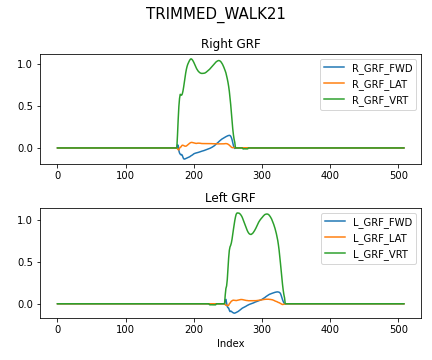 TRIMMED_WALK21
Right GRF
1.0
0.5
0.0
R_GRF_FWD
R_GRF_LAT
R_GRF_VRT
0 100 200 300 400 500
Left GRF
1.0
0.5
0.0
L_GRF_FWD
L_GRF_LAT
L_GRF_VRT
0 100 200 300 400 500
Index